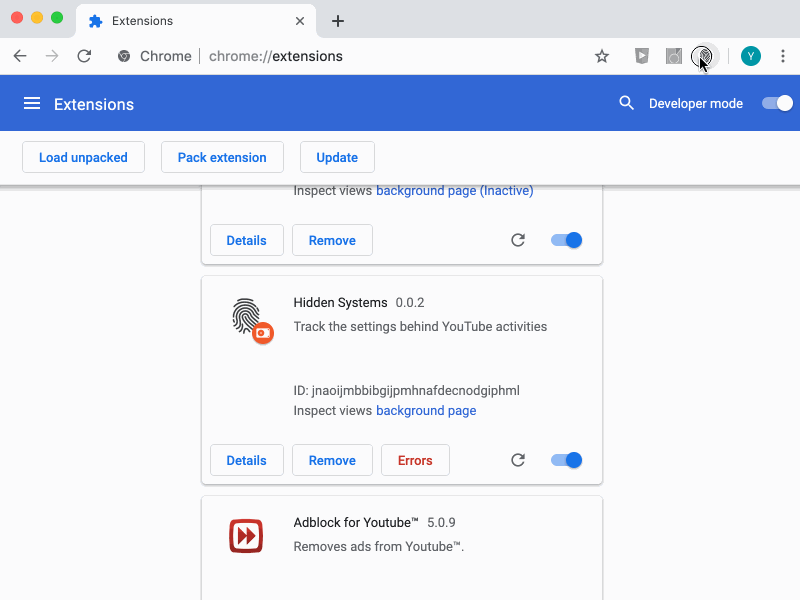 Extensions
Chrome
chrome://extensions
Y
Extensions
Developer mode
Load unpacked
Pack extension
Update
Inspect views background page (Inactive)
Details
Remove
Hidden Systems 0.0.2
Track the settings behind YouTube activities
ID: jnaoijmbbibgijpmhnafdecnodgiphml
Inspect views background page
Details
Remove
Errors
Adblock for Youtube™ 5.0.9
Removes ads from Youtube™.